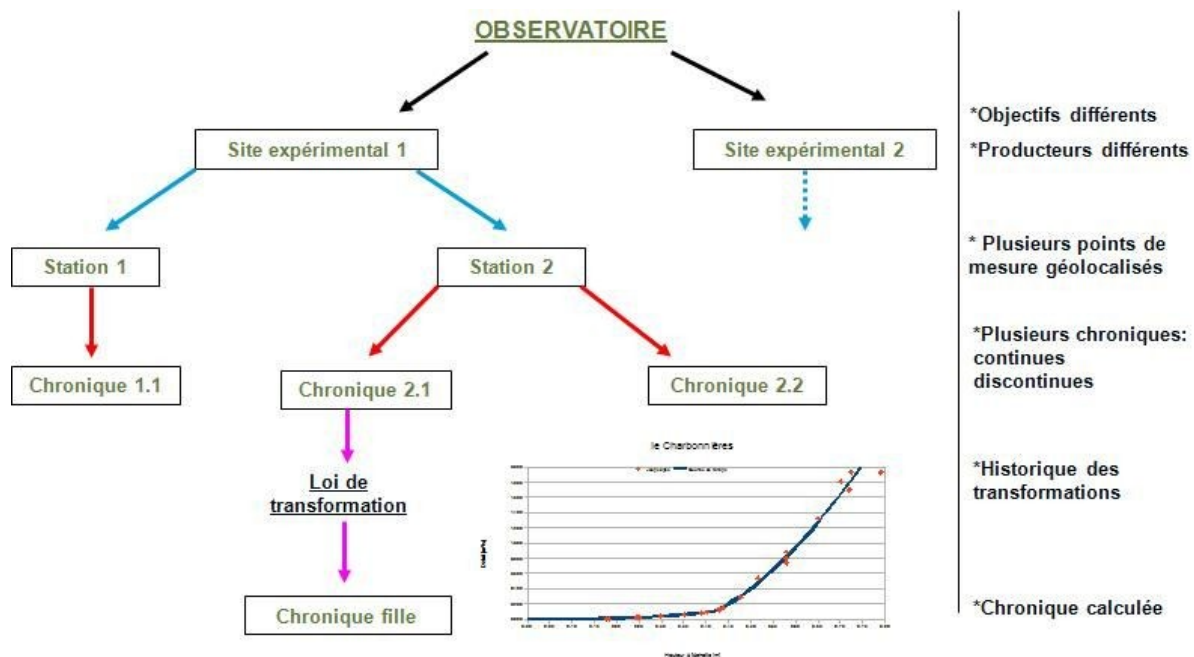 OBSERVATOIRE
Site expérimental 1
Site expérimental 2
*Objectifs différents
*Producteurs différents
Station 1
Station 2
* Plusieurs points de
mesure géolocalisés
*Plusieurs chroniques:
continues
discontinues
Chronique 1.1
Chronique 2.1
Chronique 2.2
le Charbonnières
Loi de
transformation
*Historique des
transformations
Chronique fille
*Chronique calculée